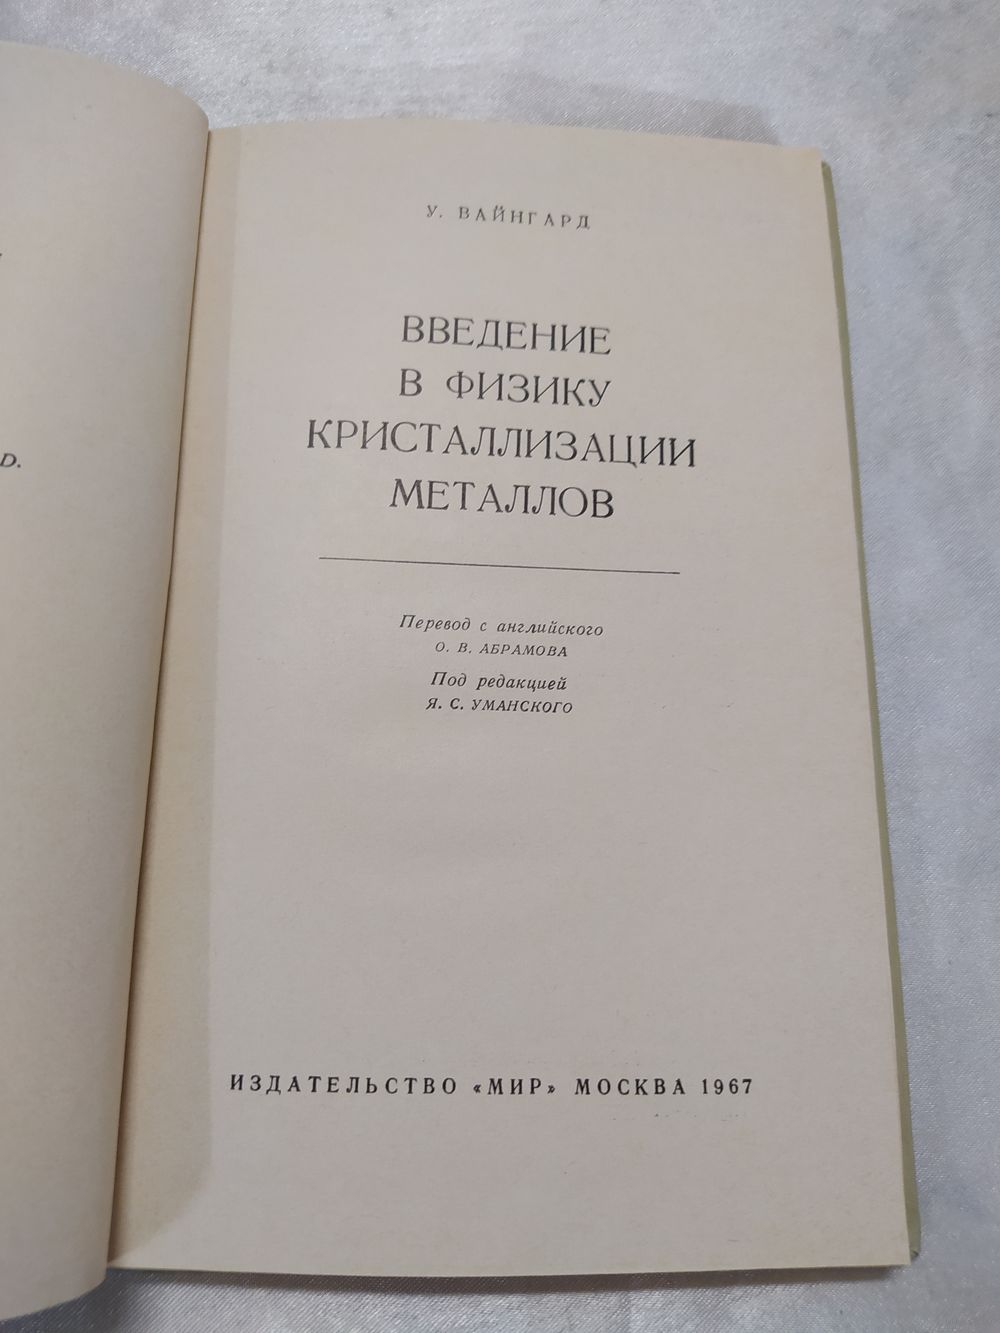 У. ВАЙНГАРД
ВВЕДЕНИЕ
В ФИЗИКУ
КРИСТАЛЛИЗАЦИИ
МЕТАЛЛОВ
Перевод с английского
О. В. АБРАМОВА
Под редакцией
Я. С. УМАНСКОГО
ИЗДАТЕЛЬСТВО «МИР» МОСКВА 1967